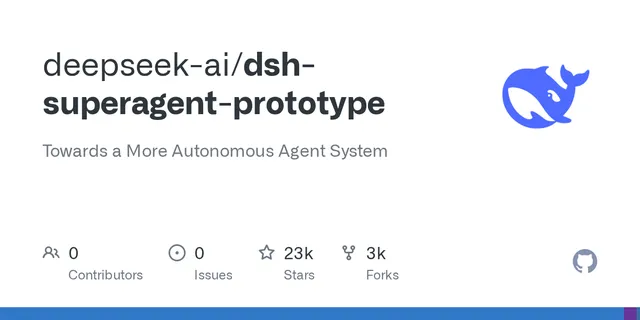 deepseek-ai/dsh-
superagent-prototype
Towards a More Autonomous Agent System
0 0 23k 3k
Contributors Issues Stars Forks